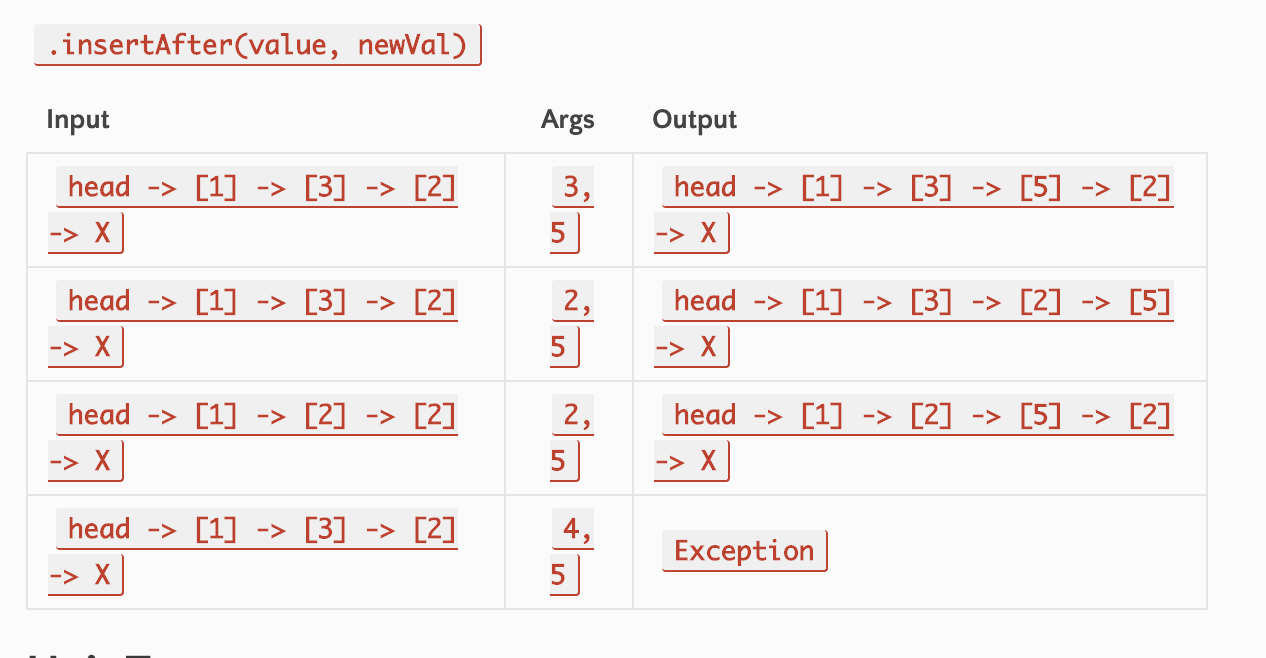 .insertAfter(value, newVal)
Input Args Output
head -> [1] -> [3] -> [2] 3, head -> [1] -> [3] -> [5] -> [2]
-> X 5 -> X
head -> [1] -> [3] -> [2] 2, head -> [1] -> [3] -> [2] -> [5]
-> X 5 -> X
head -> [1] -> [2] -> [2] 2, head -> [1] -> [2] -> [5] -> [2]
-> X 5 -> X
head -> [1] -> [3] -> [2] 4, Exception
-> X 5